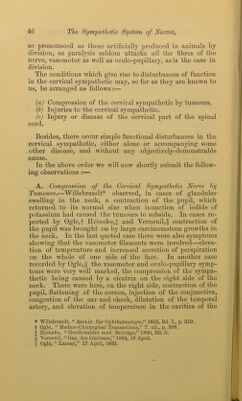 46 The Sympathetic System of Nerves,
so pronounced as those artificially produced in animals by
division, as paralysis seldom attacks all the fibres of the
nerve, vasomotor as well as oculo-pupillary, as is the case in
division.
The conditions which give rise to disturbances of function
in the cervical sympathetic may, so far as they are known to
us, be arranged as follows :—
(a) Compression of the cervical sympathetic by tumours.
(b) Injuries to the cervical sympathetic.
(c) Injury or disease of the cervical part of the spinal
cord.
Besides, there occur simple functional disturbances in the
cervical sympathetic, either alone or accompanying some
other disease, and without any objectively-demonstrable
cause.
In the above order we will now shortly submit the follow-
ing observations :—
A. Compression of the Cervical Sympathetic Nerve by
Tumours.—Willebrandt* observed, in cases of glandular
swelling in the neck, a contraction of the pupil, which
returned to its normal size when inunction of iodide of
potassium had caused the tumours to subside. In cases re-
ported by Ogle,† Heineke,‡ and Verneuil,§ contraction of
the pupil was brought on by large carcinomatous growths in
the neck. In the last quoted case there were also symptoms
showing that the vasomotor filaments were involved—eleva-
tion of temperature and increased secretion of perspiration
on the whole of one side of the face. In another case
recorded by Ogle,|| the vasomotor and oculo-pupillary symp-
toms were very well marked, the compression of the sympa-
thetic being caused by a cicatrix on the right side of the
neck. There were here, on the right side, contraction of the
pupil, flattening of the cornea, injection of the conjunctiva,
congestion of the ear and cheek, dilatation of the temporal
artery, and elevation of temperature in the cavities of the
* Willebrandt, " Archiv. für Ophthalmologie," 1855, Bd. I., p. 319.
† Ogle, " Medico-Chirurgical Transactions," T. xli., p. 398.
‡ Heineke, " Greifswalder med. Beiträge," 1860, Bd. ii.
§ Verneuil, " Gaz. des hôpitaux," 1864, 16 April.
|| Ogle, " Lancet," 12 April, 1869.